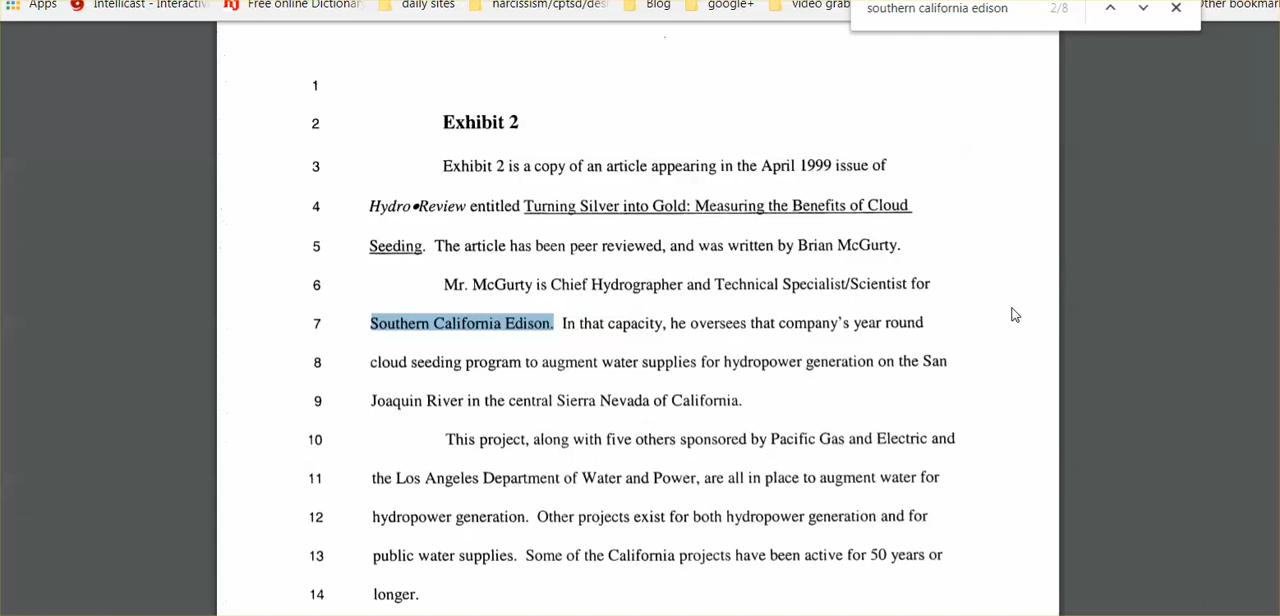 Apps Intellicast - Interactiv Free online Dictionar daily sites narcissism/cptsd/des Blog google+ video grab southern california edison 2/8 ther bookmar
1
2 Exhibit 2
3 Exhibit 2 is a copy of an article appearing in the April 1999 issue of
4 Hydro●Review entitled Turning Silver into Gold: Measuring the Benefits of Cloud
5 Seeding. The article has been peer reviewed, and was written by Brian McGurty.
6 Mr. McGurty is Chief Hydrographer and Technical Specialist/Scientist for
7 Southern California Edison. In that capacity, he oversees that company's year round
8 cloud seeding program to augment water supplies for hydropower generation on the San
9 Joaquin River in the central Sierra Nevada of California.
10 This project, along with five others sponsored by Pacific Gas and Electric and
11 the Los Angeles Department of Water and Power, are all in place to augment water for
12 hydropower generation. Other projects exist for both hydropower generation and for
13 public water supplies. Some of the California projects have been active for 50 years or
14 longer.